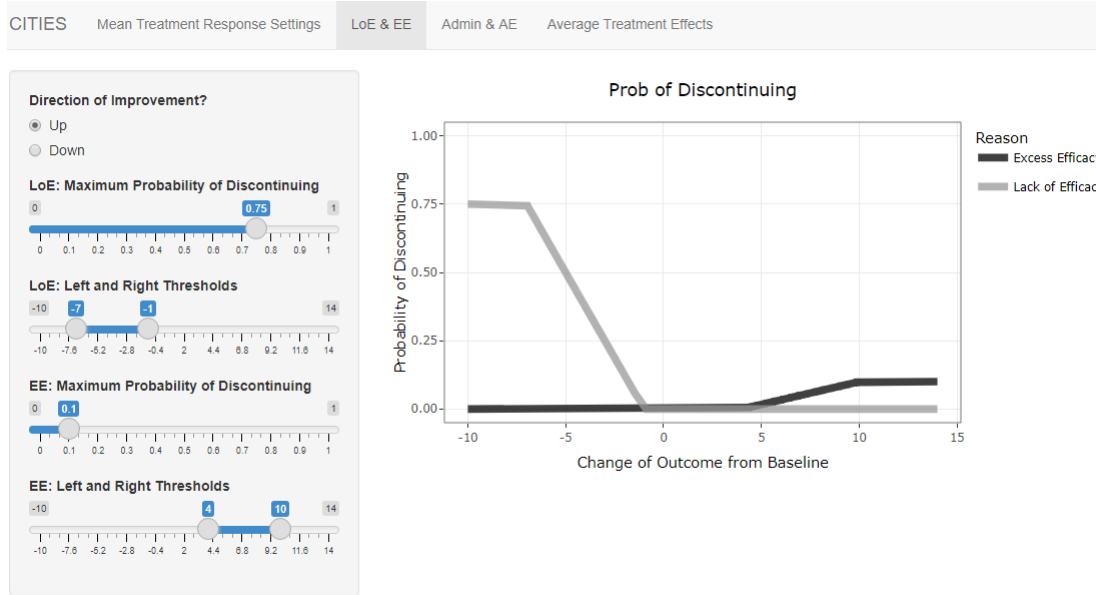 CITIES Mean Treatment Response Settings LoE & EE Admin & AE Average Treatment Effects
Direction of Improvement?
Up
Down
LoE: Maximum Probability of Discontinuing
0 0.75 1
0 0.1 0.2 0.3 0.4 0.5 0.6 0.7 0.8 0.9 1
LoE: Left and Right Thresholds
-10 -7 -1 14
-10 -7.6 -5.2 -2.8 -0.4 2 4.4 6.8 9.2 11.6 14
EE: Maximum Probability of Discontinuing
0 0.1 1
0 0.1 0.2 0.3 0.4 0.5 0.6 0.7 0.8 0.9 1
EE: Left and Right Thresholds
-10 4 10 14
-10 -7.6 -5.2 -2.8 -0.4 2 4.4 6.8 9.2 11.6 14
Prob of Discontinuing
Probability of Discontinuing
1.00
0.75
0.50
0.25
0.00
-10 -5 0 5 10 15
Change of Outcome from Baseline
Reason
Excess Efficac
Lack of Efficac